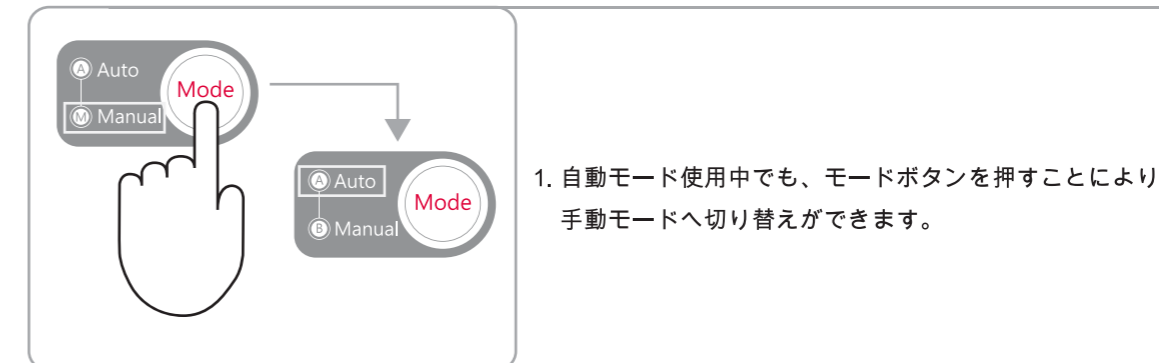 Ⓐ Auto
Mode
Ⓜ Manual
Ⓐ Auto
Mode
Ⓑ Manual
1. 自動モード使用中でも、モードボタンを押すことにより
手動モードへ切り替えができます。